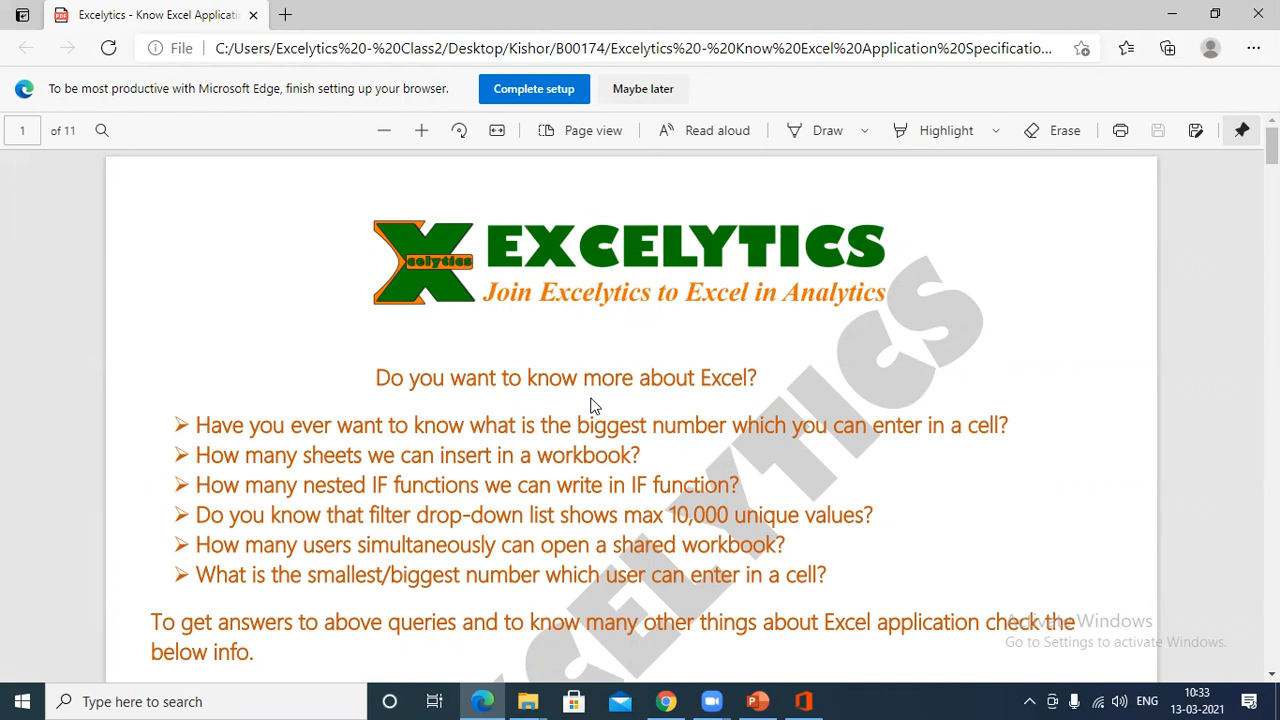 Excelytics - Know Excel Applicati
File
C:/Users/Excelytics%20-%20Class2/Desktop/Kishor/B00174/Excelytics%20-%20Know%20Excel%20Application%20Specificatio...
To be most productive with Microsoft Edge, finish setting up your browser.
Complete setup
Maybe later
1 of 11
Page view
Read aloud
Draw
Highlight
Erase
celytics
EXCELYTICS
Join Excelytics to Excel in Analytics
Do you want to know more about Excel?
➢ Have you ever want to know what is the biggest number which you can enter in a cell?
➢ How many sheets we can insert in a workbook?
➢ How many nested IF functions we can write in IF function?
➢ Do you know that filter drop-down list shows max 10,000 unique values?
➢ How many users simultaneously can open a shared workbook?
➢ What is the smallest/biggest number which user can enter in a cell?
To get answers to above queries and to know many other things about Excel application check the
below info.
CELYTICS
Activate Windows
Go to Settings to activate Windows.
Type here to search
ENG
10:33
13-03-2021